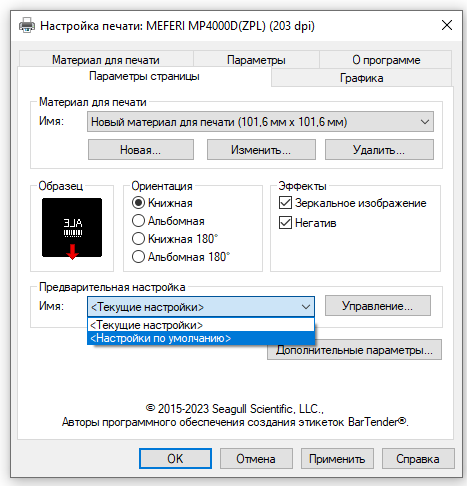 Настройка печати: MEFERI MP4000D(ZPL) (203 dpi)
Материал для печати
Параметры
О программе
Параметры страницы
Графика
Материал для печати
Имя:
Новый материал для печати (101,6 мм x 101,6 мм)
Новая...
Изменить...
Удалить...
Образец
Ориентация
Эффекты
ALE
Книжная
Альбомная
Книжная 180°
Альбомная 180°
Зеркальное изображение
Негатив
Предварительная настройка
Имя:
<Текущие настройки>
Управление...
<Текущие настройки>
<Настройки по умолчанию>
Дополнительные параметры...
© 2015-2023 Seagull Scientific, LLC.,
Авторы программного обеспечения создания этикеток BarTender®.
OK
Отмена
Применить
Справка